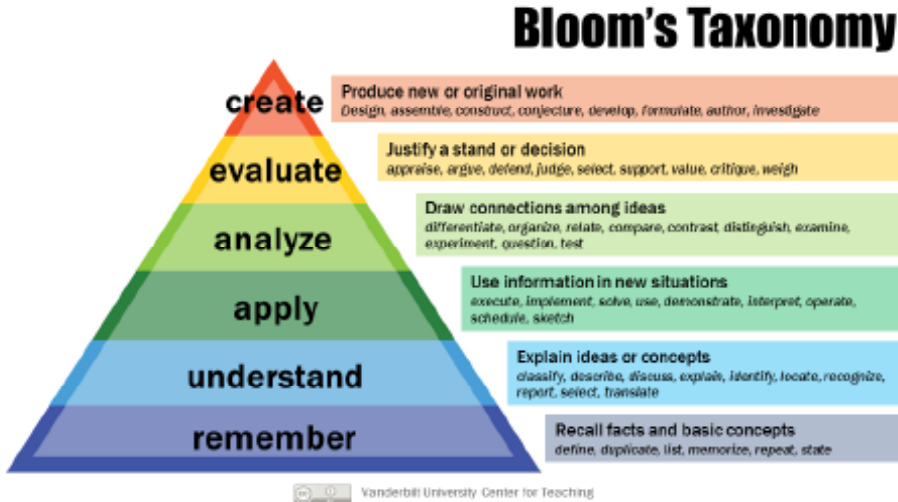 Bloom's Taxonomy
create
Produce new or original work
Design, assemble, construct, conjecture, develop, formulate, author, investigate
evaluate
Justify a stand or decision
appraise, argue, defend, judge, select, support, value, critique, weigh
analyze
Draw connections among ideas
differentiate, organize, relate, compare, contrast, distinguish, examine,
experiment, question, test
apply
Use information in new situations
execute, implement, solve, use, demonstrate, interpret, operate,
schedule, sketch
understand
Explain ideas or concepts
classify, describe, discuss, explain, identify, locate, recognize,
report, select, translate
remember
Recall facts and basic concepts
define, duplicate, list, memorize, repeat, state
cc
Vanderbilt University Center for Teaching